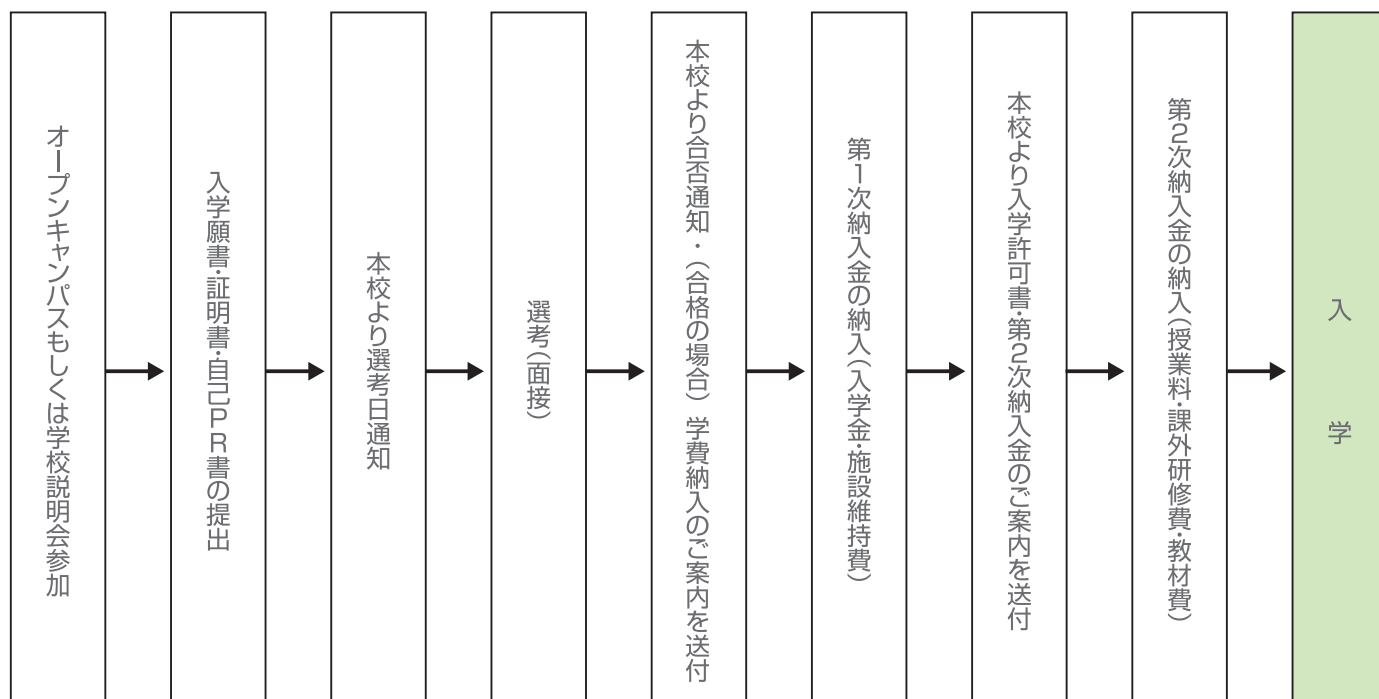 オープンキャンパスもしくは学校説明会参加
入学願書・証明書・自己PR書の提出
本校より選考日通知
選考(面接)
本校より合否通知・(合格の場合)学費納入のご案内を送付
第1次納入金の納入(入学金・施設維持費)
本校より入学許可書・第2次納入金のご案内を送付
第2次納入金の納入(授業料・課外研修費・教材費)
入学